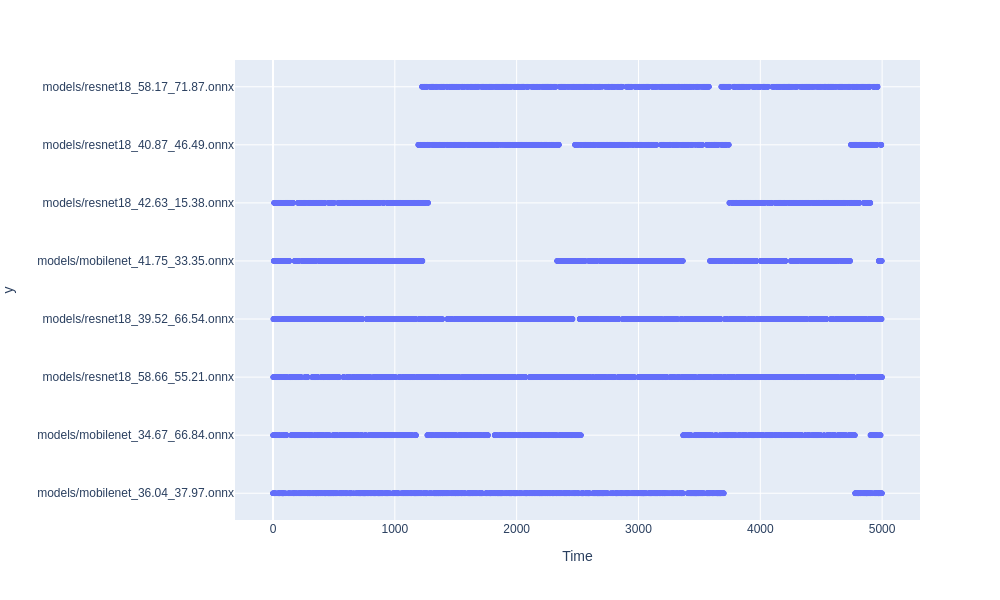 models/resnet18_58.17_71.87.onnx
models/resnet18_40.87_46.49.onnx
models/resnet18_42.63_15.38.onnx
models/mobilenet_41.75_33.35.onnx
models/resnet18_39.52_66.54.onnx
models/resnet18_58.66_55.21.onnx
models/mobilenet_34.67_66.84.onnx
models/mobilenet_36.04_37.97.onnx
y
0 1000 2000 3000 4000 5000
Time